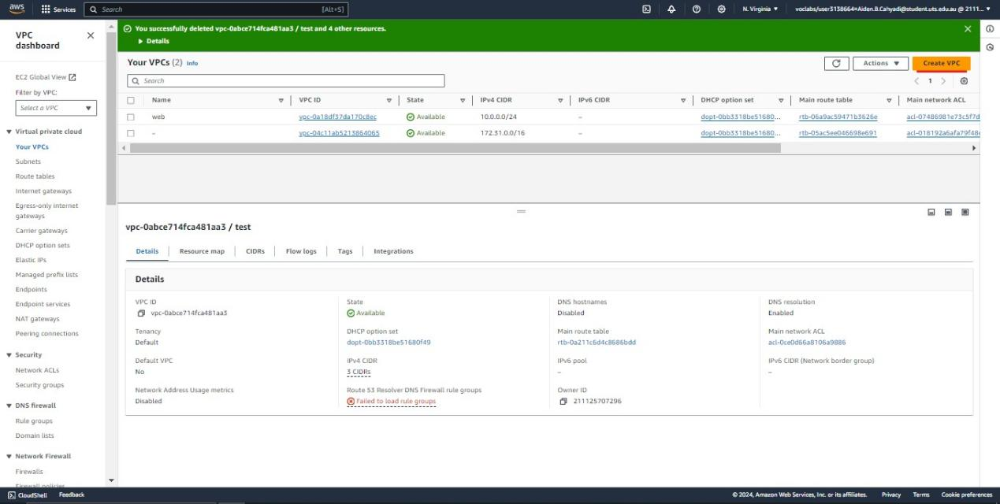 aws Services Search [Alt+S] N. Virginia voclabs/user3138664=Aiden.B.Cahyadi@student.uts.edu.au @ 2111...
VPC dashboard
EC2 Global View
Filter by VPC:
Select a VPC
Virtual private cloud
Your VPCs
Subnets
Route tables
Internet gateways
Egress-only internet
gateways
Carrier gateways
DHCP option sets
Elastic IPs
Managed prefix lists
Endpoints
Endpoint services
NAT gateways
Peering connections
Security
Network ACLs
Security groups
DNS firewall
Rule groups
Domain lists
Network Firewall
Firewalls
Firewall policies
You successfully deleted vpc-0abce714fca481aa3 / test and 4 other resources.
Details
Your VPCs (2) Info
Actions
Create VPC
Search
1
Name VPC ID State IPv4 CIDR IPv6 CIDR DHCP option set Main route table Main network ACL
web vpc-0a18df37da170c8ec Available 10.0.0.0/24 – dopt-0bb3318be51680... rtb-06a9ac59471b3626e acl-07486981e73c5f7d
– vpc-04c11ab5213864065 Available 172.31.0.0/16 – dopt-0bb3318be51680... rtb-05ac5ee046698e691 acl-018192a6afa79f48
vpc-0abce714fca481aa3 / test
Details Resource map CIDRs Flow logs Tags Integrations
Details
VPC ID State DNS hostnames DNS resolution
vpc-0abce714fca481aa3 Available Disabled Enabled
Tenancy DHCP option set Main route table Main network ACL
Default dopt-0bb3318be51680f49 rtb-0a211c6d4c8686bdd acl-0ce0d66a8106a9886
Default VPC IPv4 CIDR IPv6 pool IPv6 CIDR (Network border group)
No 3 CIDRs – –
Network Address Usage metrics Route 53 Resolver DNS Firewall rule groups Owner ID
Disabled Failed to load rule groups 211125707296
CloudShell Feedback © 2024, Amazon Web Services, Inc. or its affiliates. Privacy Terms Cookie preferences